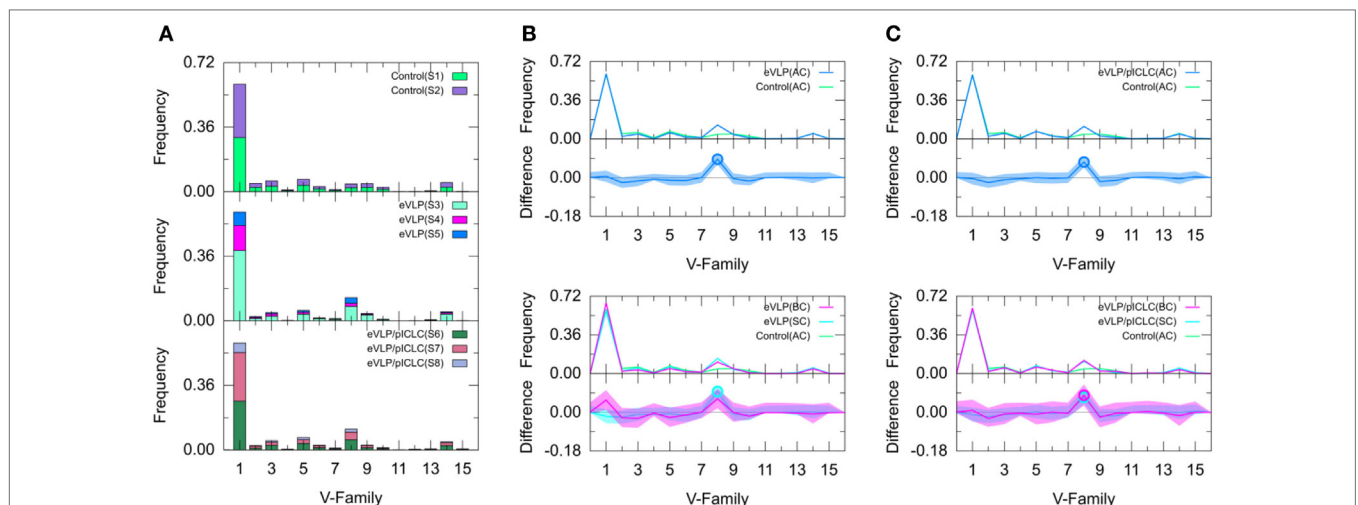 A
0.72
Control(S1)
Control(S2)
Frequency
0.36
0.00
eVLP(S3)
eVLP(S4)
eVLP(S5)
Frequency
0.36
0.00
eVLP/pICLC(S6)
eVLP/pICLC(S7)
eVLP/pICLC(S8)
Frequency
0.36
0.00
1 3 5 7 9 11 13 15
V-Family
B
0.72
eVLP(AC)
Control(AC)
Frequency
0.36
0.00
Difference
0.00
-0.18
1 3 5 7 9 11 13 15
V-Family
0.72
eVLP(BC)
eVLP(SC)
Control(AC)
Frequency
0.36
0.00
Difference
0.00
-0.18
1 3 5 7 9 11 13 15
V-Family
C
0.72
eVLP/pICLC(AC)
Control(AC)
Frequency
0.36
0.00
Difference
0.00
-0.18
1 3 5 7 9 11 13 15
V-Family
0.72
eVLP/pICLC(BC)
eVLP/pICLC(SC)
Control(AC)
Frequency
0.36
0.00
Difference
0.00
-0.18
1 3 5 7 9 11 13 15
V-Family